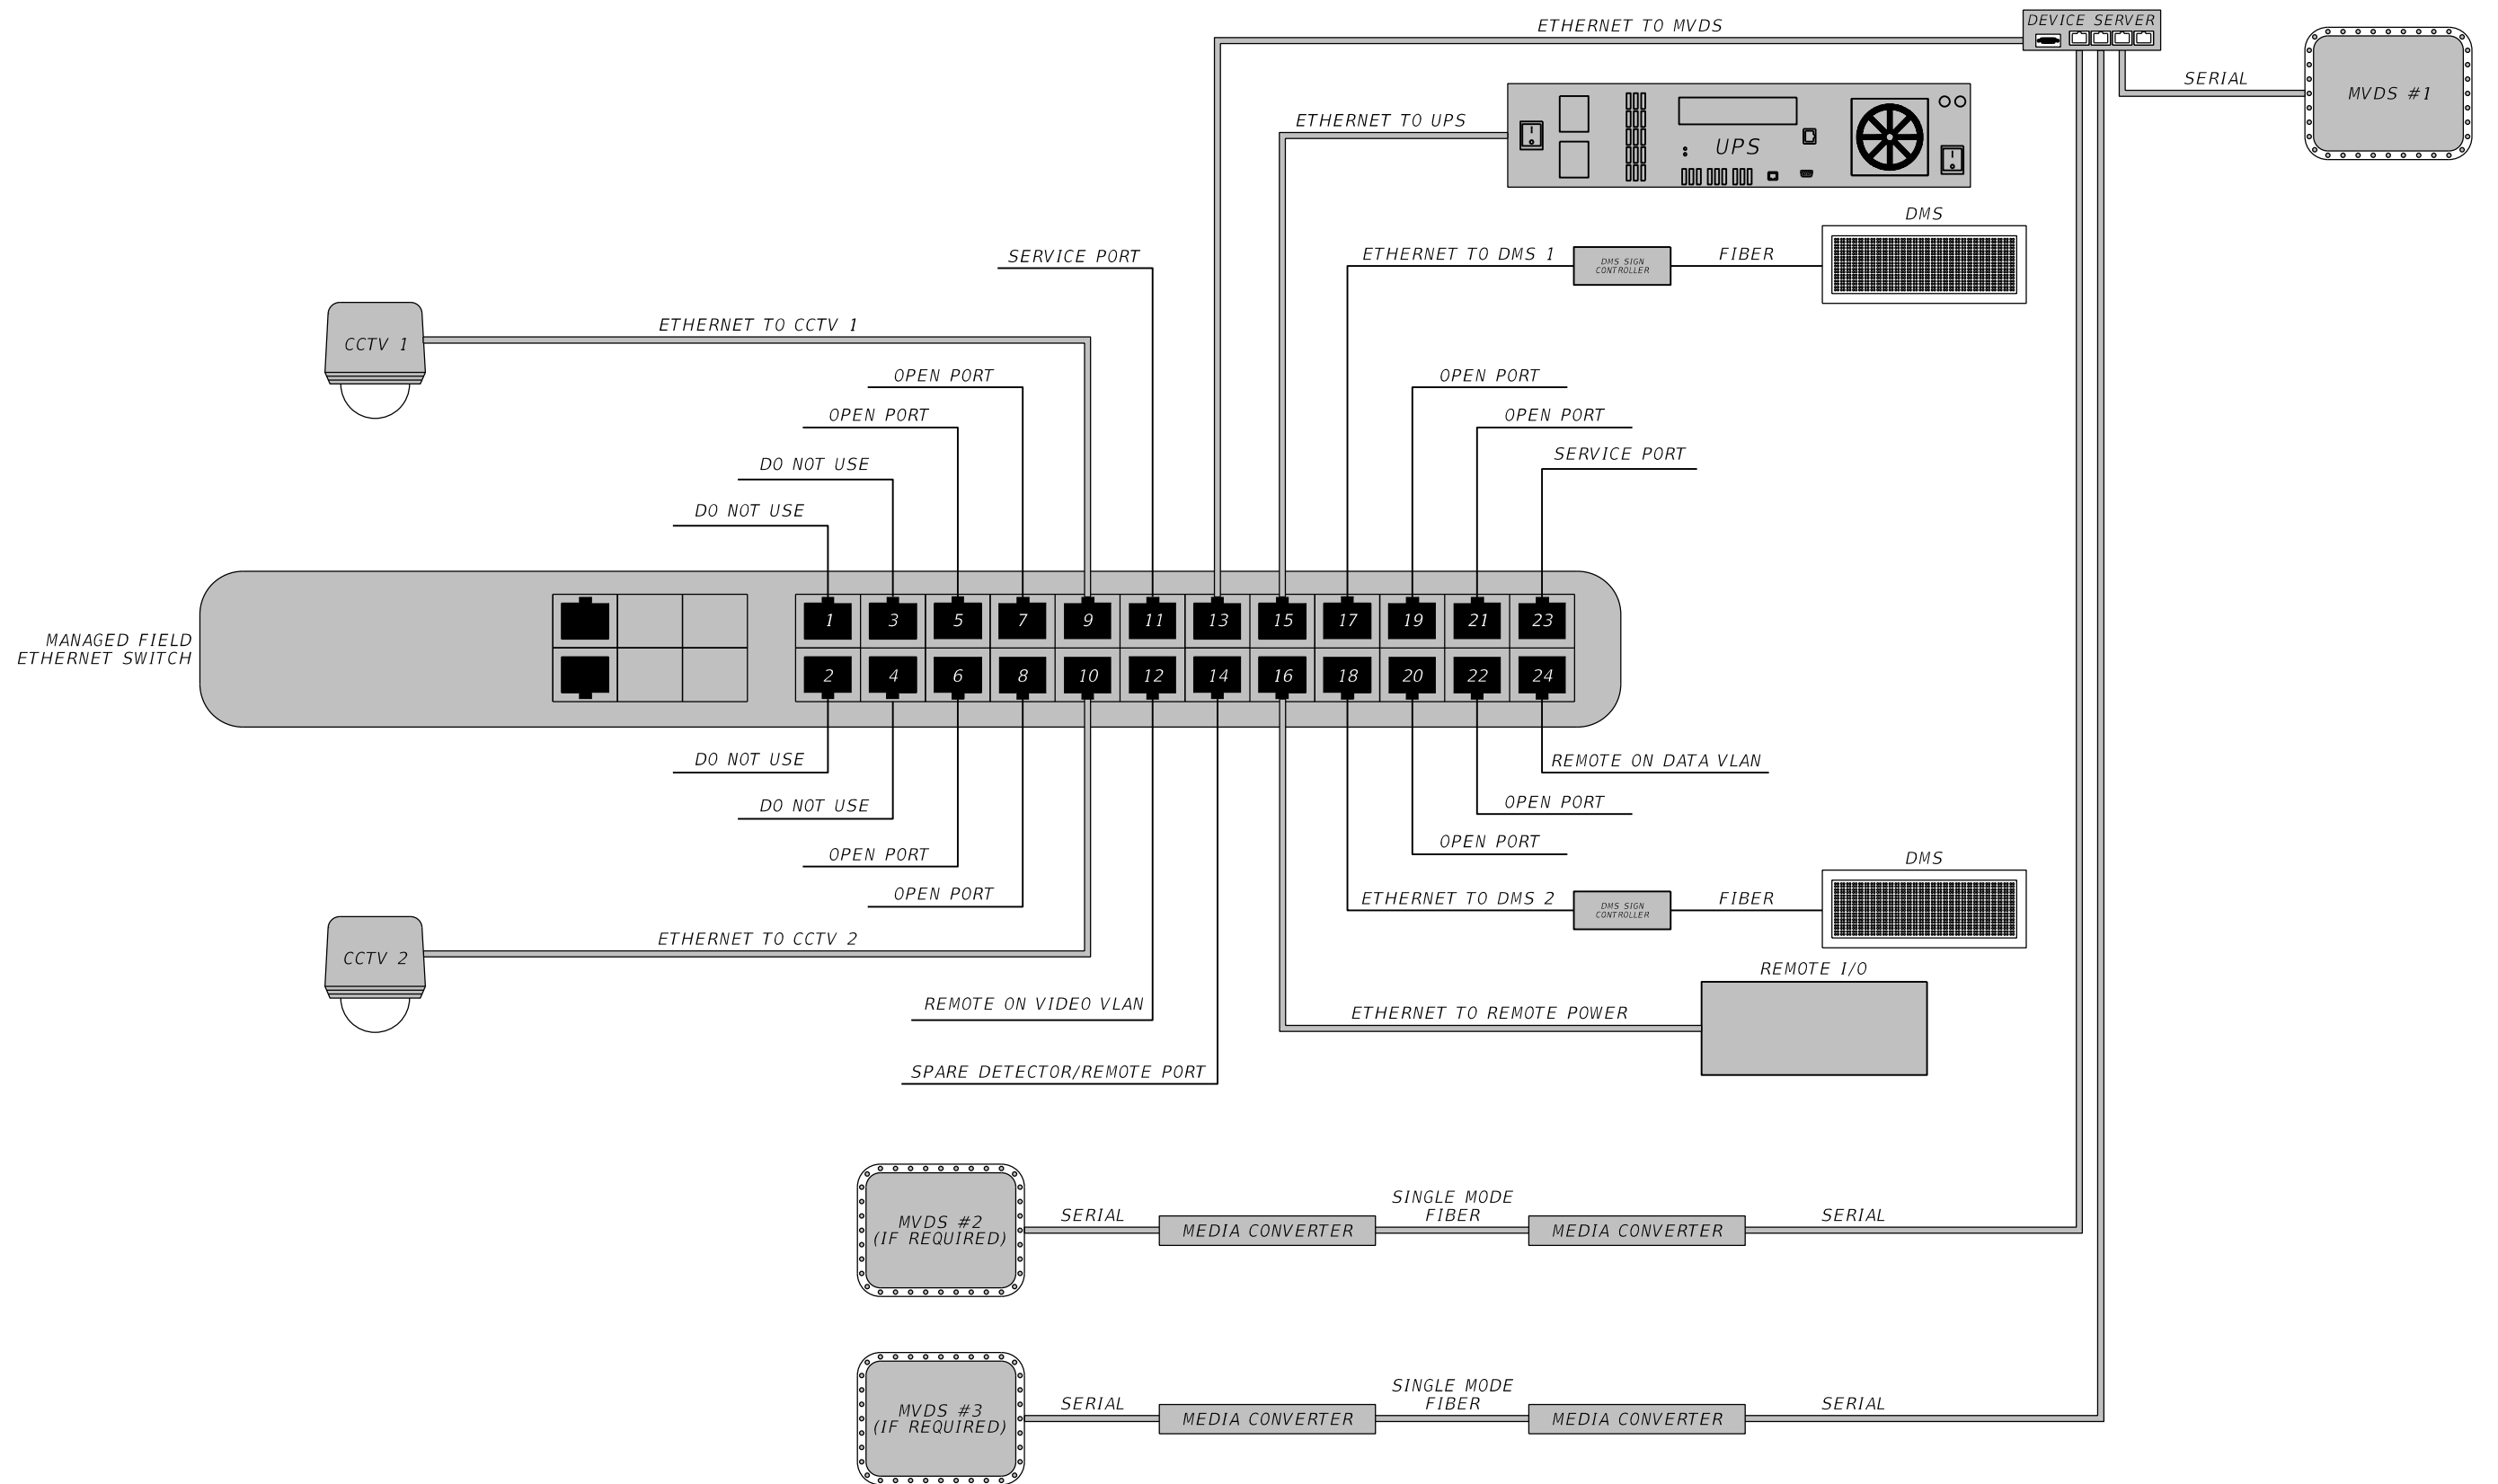 ETHERNET TO MVDS
DEVICE SERVER
SERIAL
MVDS #1
ETHERNET TO UPS
UPS
DMS
SERVICE PORT
ETHERNET TO DMS 1
DMS SIGN
CONTROLLER
FIBER
ETHERNET TO CCTV 1
CCTV 1
OPEN PORT
OPEN PORT
OPEN PORT
OPEN PORT
DO NOT USE
SERVICE PORT
DO NOT USE
1 3 5 7 9 11 13 15 17 19 21 23
MANAGED FIELD
ETHERNET SWITCH
2 4 6 8 10 12 14 16 18 20 22 24
DO NOT USE
REMOTE ON DATA VLAN
DO NOT USE
OPEN PORT
OPEN PORT
OPEN PORT
DMS
OPEN PORT
ETHERNET TO DMS 2
DMS SIGN
CONTROLLER
FIBER
ETHERNET TO CCTV 2
CCTV 2
REMOTE I/O
REMOTE ON VIDEO VLAN
ETHERNET TO REMOTE POWER
SPARE DETECTOR/REMOTE PORT
MVDS #2
(IF REQUIRED)
SERIAL
MEDIA CONVERTER
SINGLE MODE
FIBER
MEDIA CONVERTER
SERIAL
MVDS #3
(IF REQUIRED)
SERIAL
MEDIA CONVERTER
SINGLE MODE
FIBER
MEDIA CONVERTER
SERIAL